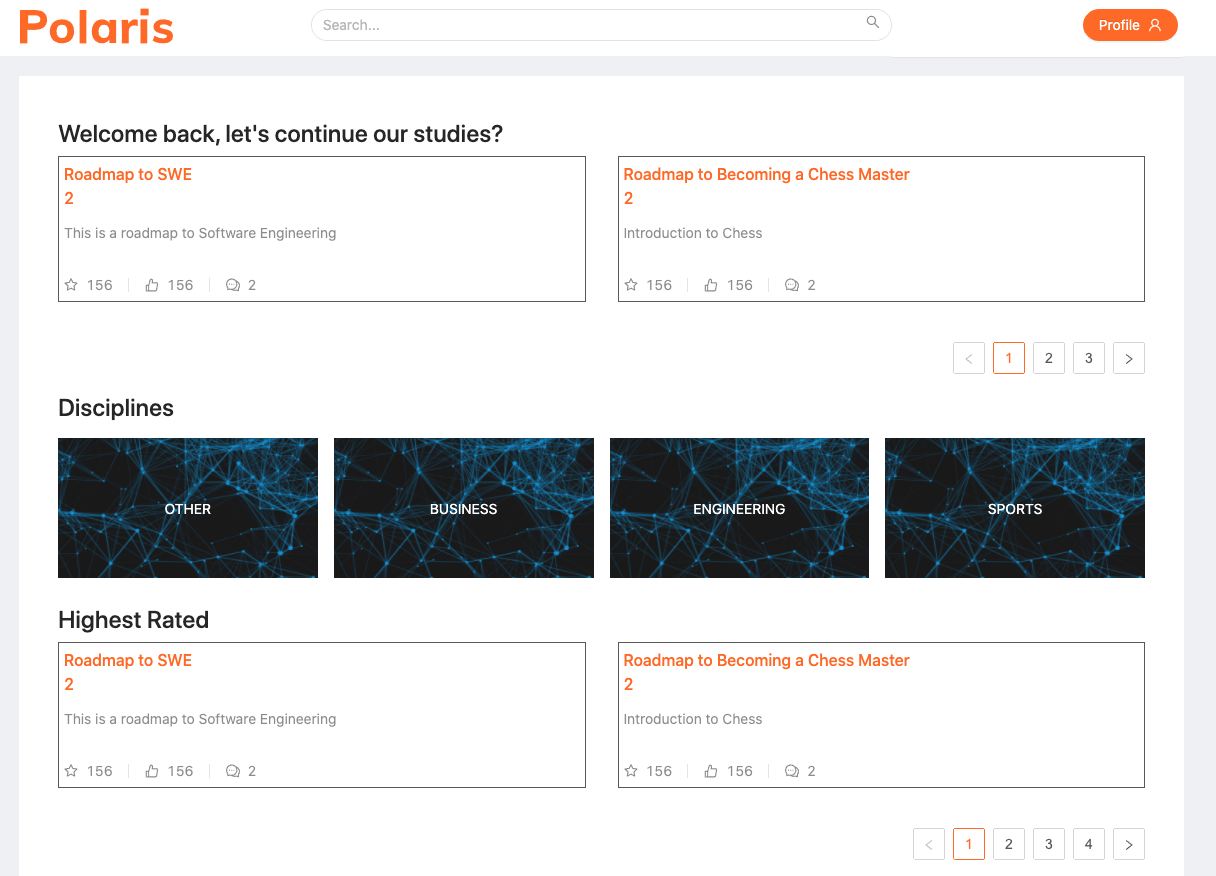 Polaris
Search...
Profile
Welcome back, let's continue our studies?
Roadmap to SWE
2
This is a roadmap to Software Engineering
156 156 2
Roadmap to Becoming a Chess Master
2
Introduction to Chess
156 156 2
< 1 2 3 >
Disciplines
OTHER
BUSINESS
ENGINEERING
SPORTS
Highest Rated
Roadmap to SWE
2
This is a roadmap to Software Engineering
156 156 2
Roadmap to Becoming a Chess Master
2
Introduction to Chess
156 156 2
< 1 2 3 4 >